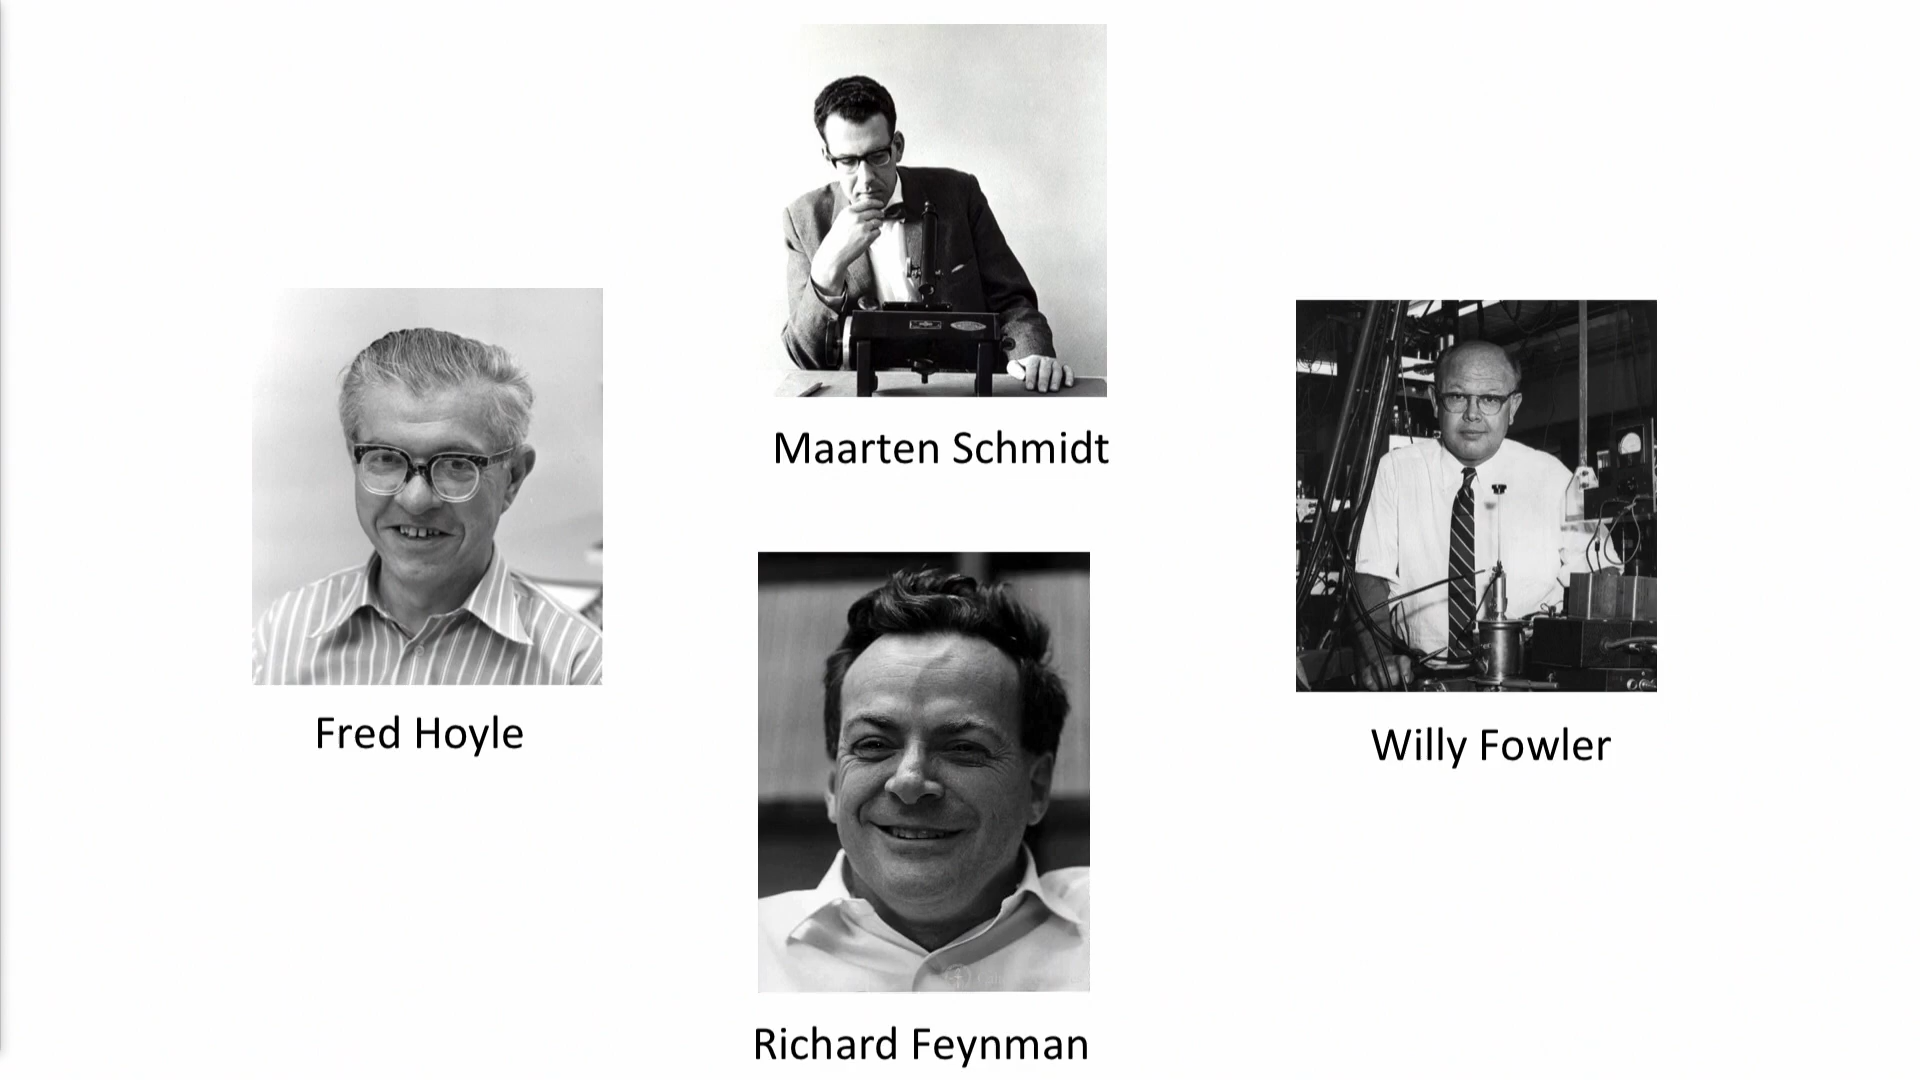 Maarten Schmidt
Fred Hoyle
Willy Fowler
Richard Feynman